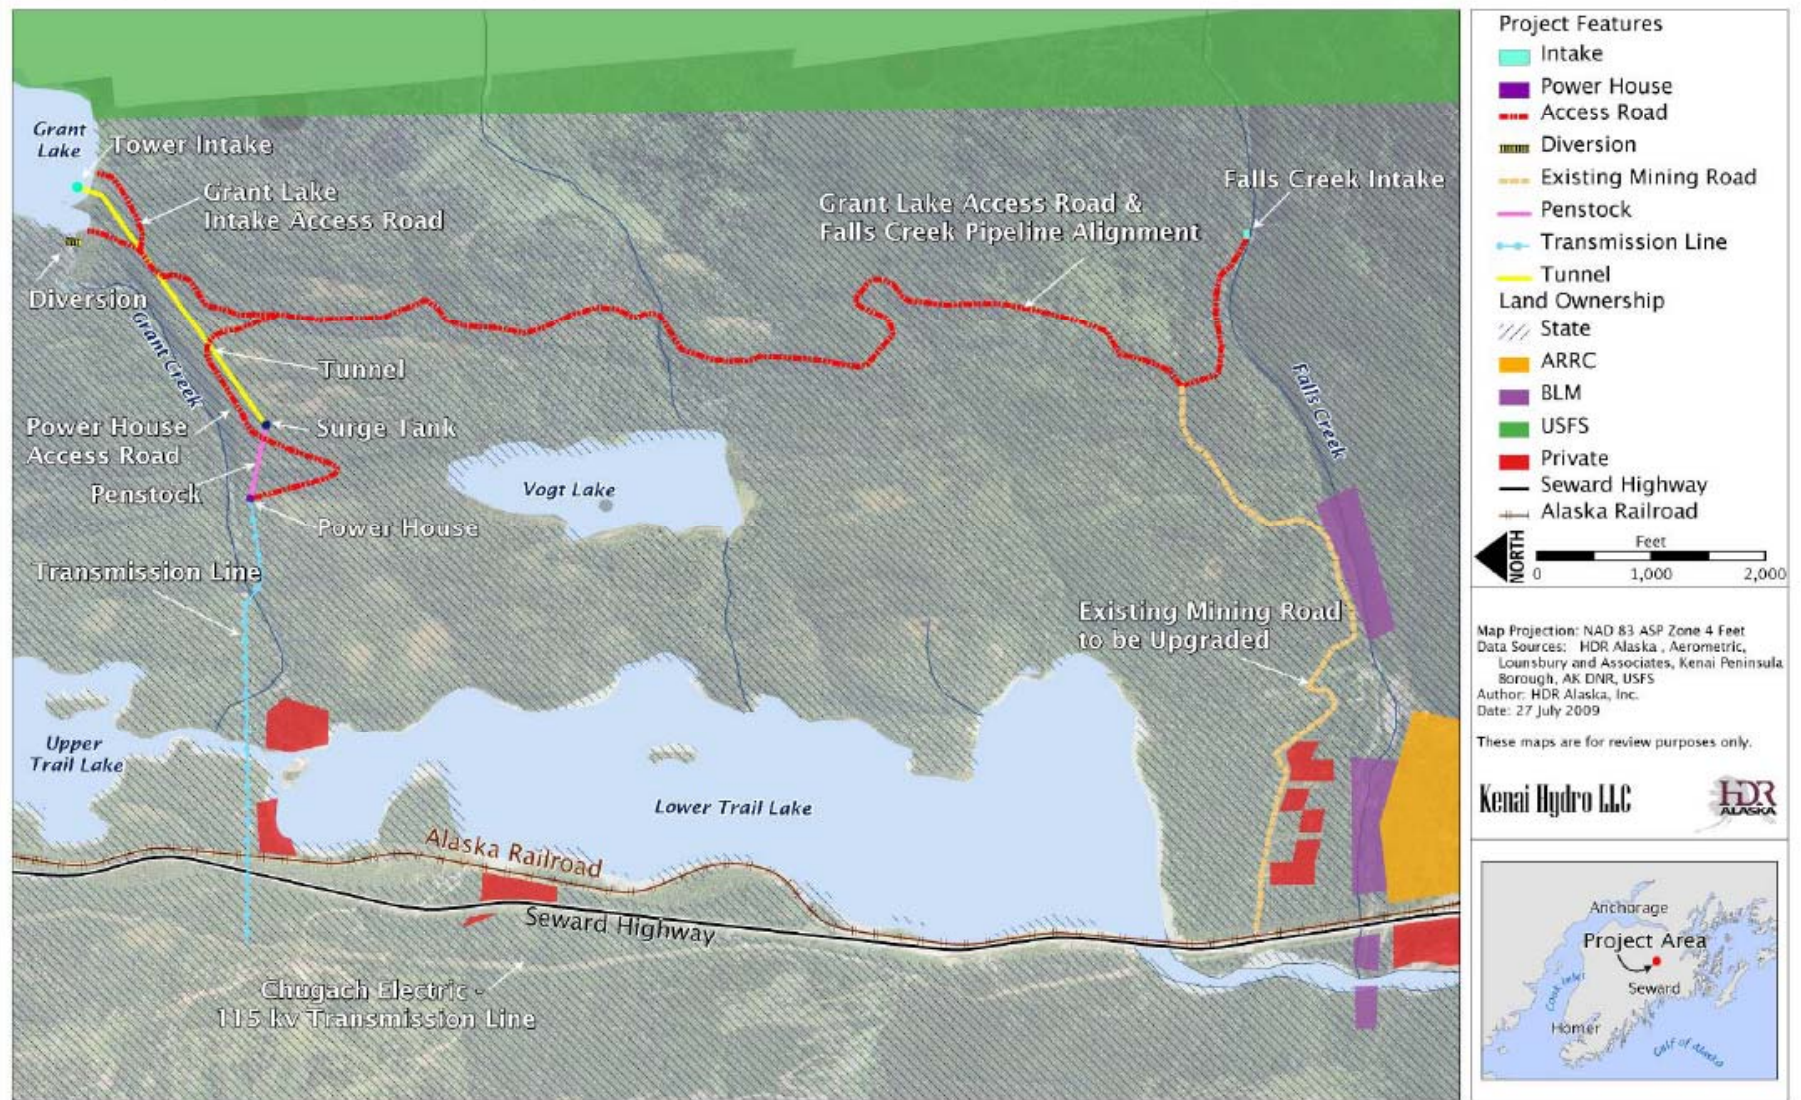 Grant
Lake
Tower Intake
Grant Lake
Intake Access Road
Diversion
Grant Creek
Tunnel
Power House
Access Road
Surge Tank
Penstock
Power House
Transmission Line
Vogt Lake
Grant Lake Access Road &
Falls Creek Pipeline Alignment
Falls Creek Intake
Falls Creek
Existing Mining Road
to be Upgraded
Upper
Trail Lake
Lower Trail Lake
Alaska Railroad
Seward Highway
Chugach Electric -
115 kv Transmission Line
Project Features
Intake
Power House
Access Road
Diversion
Existing Mining Road
Penstock
Transmission Line
Tunnel
Land Ownership
State
ARRC
BLM
USFS
Private
Seward Highway
Alaska Railroad
NORTH
Feet
0 1,000 2,000
Map Projection: NAD 83 ASP Zone 4 Feet
Data Sources: HDR Alaska , Aerometric,
Lounsbury and Associates, Kenai Peninsula
Borough, AK DNR, USFS
Author: HDR Alaska, Inc.
Date: 27 July 2009
These maps are for review purposes only.
Kenai Hydro LLC
HDR
ALASKA
Anchorage
Project Area
Cook Inlet
Seward
Homer
Gulf of Alaska